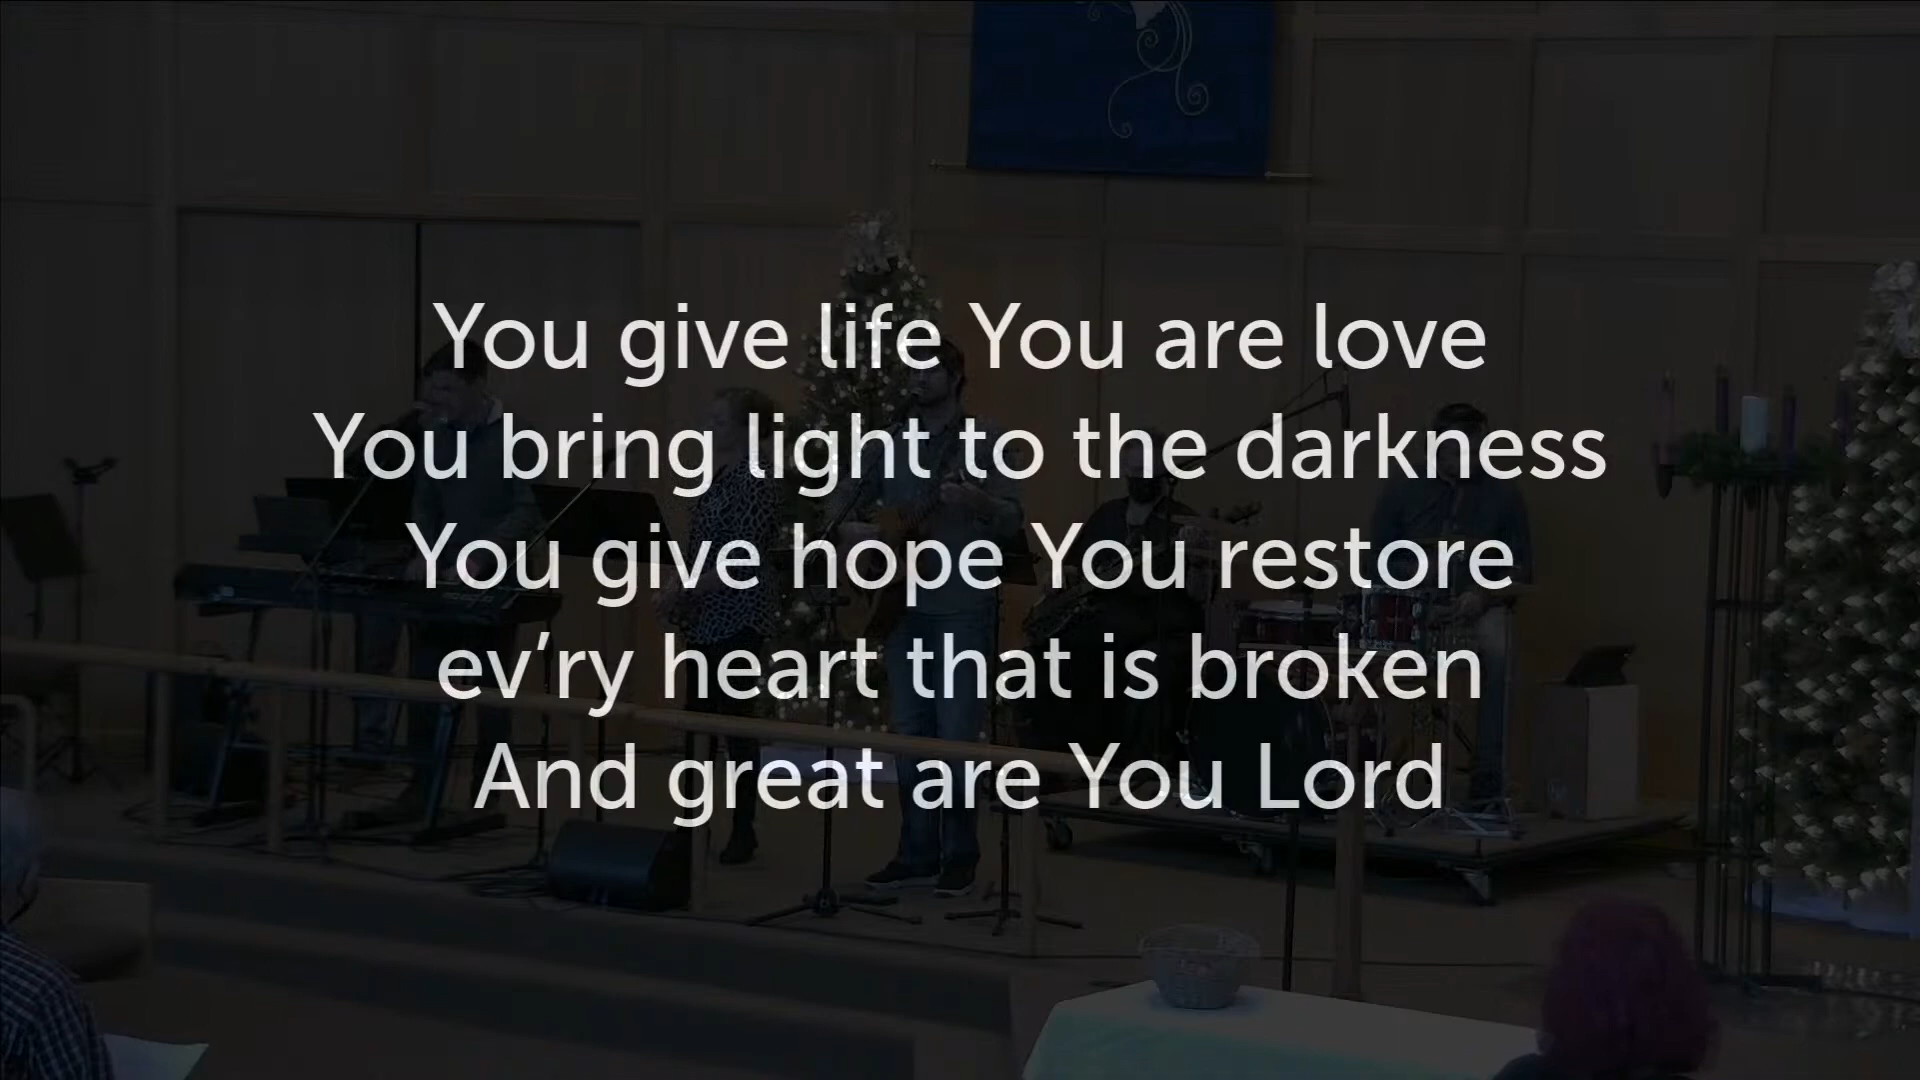 You give life You are love
You bring light to the darkness
You give hope You restore
ev’ry heart that is broken
And great are You Lord